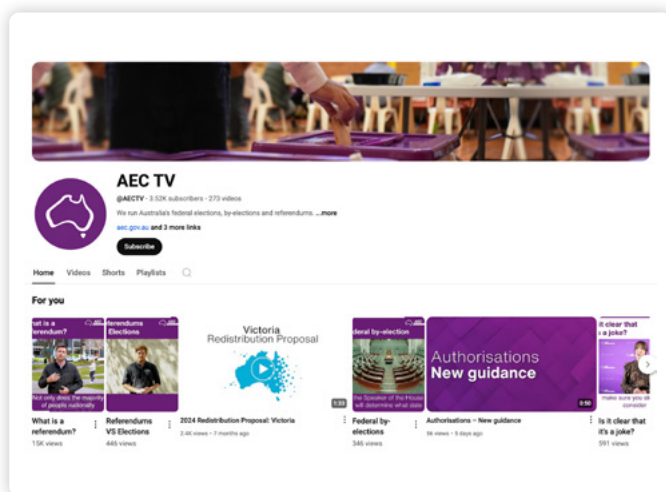 AEC TV
@AECTV · 3.52K subscribers · 273 videos
We run Australia's federal elections, by-elections and referendums. ...more
aec.gov.au and 3 more links
Subscribe
Home Videos Shorts Playlists
For you
hat is a
erendum?
Not only does the majority
of people nationally
What is a
referendum?
15K views
eferendums
Elections
Referendums
VS Elections
446 views
Victoria
Redistribution Proposal
1:33
2024 Redistribution Proposal: Victoria
2.4K views · 7 months ago
deral by-election
the Speaker of the House
will determine what date
Federal by-
elections
346 views
Authorisations
New guidance
0:50
Authorisations – New guidance
96 views · 5 days ago
it clear that
s a joke?
make sure you
consider
Is it clear that
it's a joke?
591 views